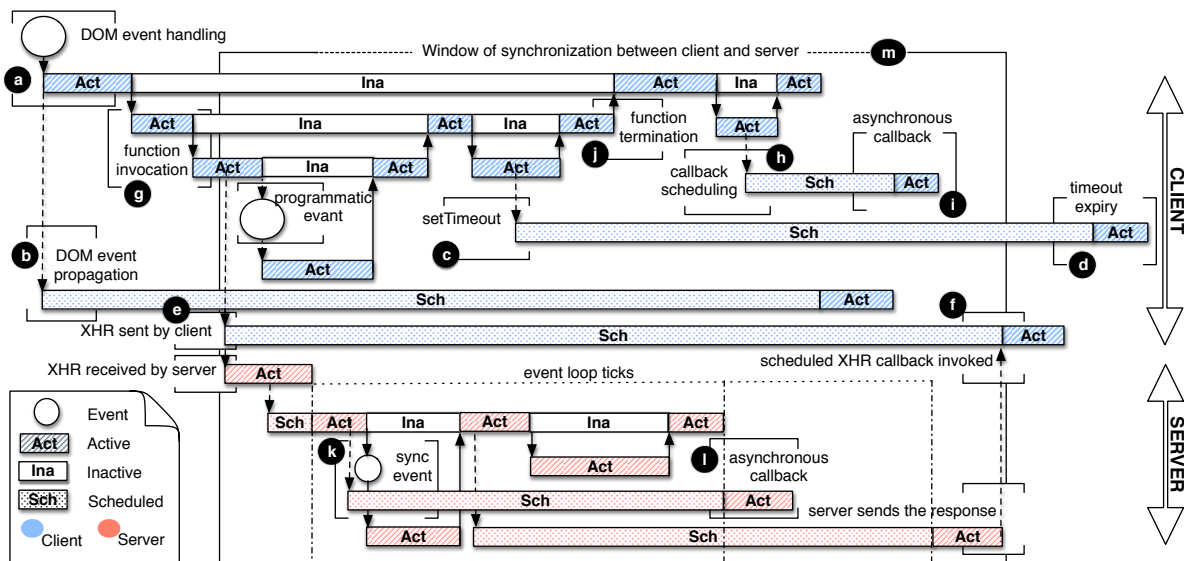 DOM event handling
Window of synchronization between client and server
m
a
Act
Ina
Act
Ina
Act
Act
Ina
Act
Ina
Act
function
termination
Act
asynchronous
callback
function
invocation
g
Act
Ina
Act
Act
j
h
callback
scheduling
Sch
Act
i
programmatic
evant
setTimeout
c
timeout
expiry
Sch
Act
d
b
DOM event
propagation
Act
Sch
Act
e
f
XHR sent by client
Sch
Act
XHR received by server
scheduled XHR callback invoked
Act
event loop ticks
CLIENT
SERVER
Sch
Act
Ina
Act
Ina
Act
k
sync
event
Act
l
asynchronous
callback
Sch
Act
server sends the response
Act
Sch
Act
Event
Act
Active
Ina
Inactive
Sch
Scheduled
Client
Server